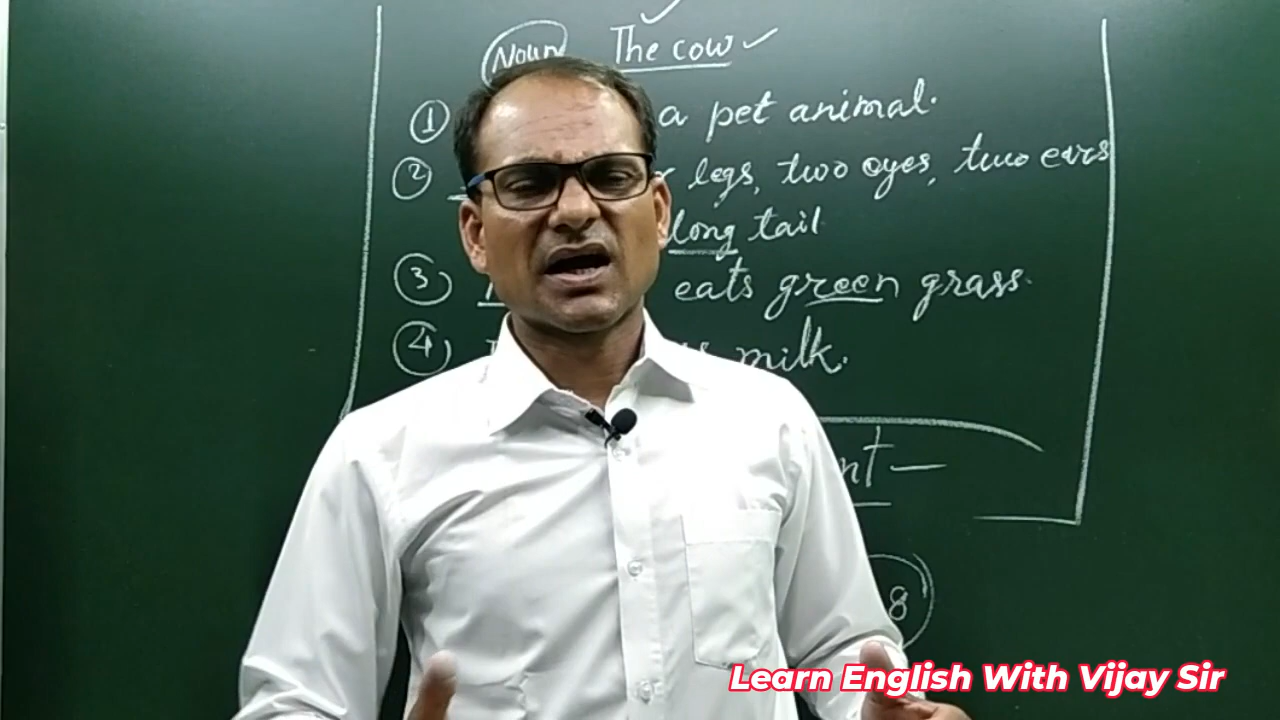 Noun The cow
1 a pet animal.
2 legs, two eyes, two ears
long tail
3 eats green grass.
4 milk.
8
Learn English With Vijay Sir